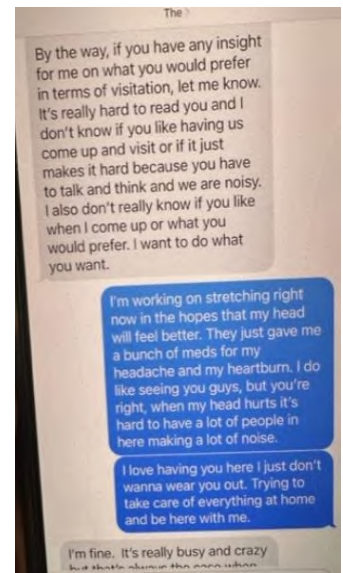 The
By the way, if you have any insight
for me on what you would prefer
in terms of visitation, let me know.
It's really hard to read you and I
don't know if you like having us
come up and visit or if it just
makes it hard because you have
to talk and think and we are noisy.
I also don't really know if you like
when I come up or what you
would prefer. I want to do what
you want.
I'm working on stretching right
now in the hopes that my head
will feel better. They just gave me
a bunch of meds for my
headache and my heartburn. I do
like seeing you guys, but you're
right, when my head hurts it's
hard to have a lot of people in
here making a lot of noise.
I love having you here I just don't
wanna wear you out. Trying to
take care of everything at home
and be here with me.
I'm fine. It's really busy and crazy
but that's always the case when